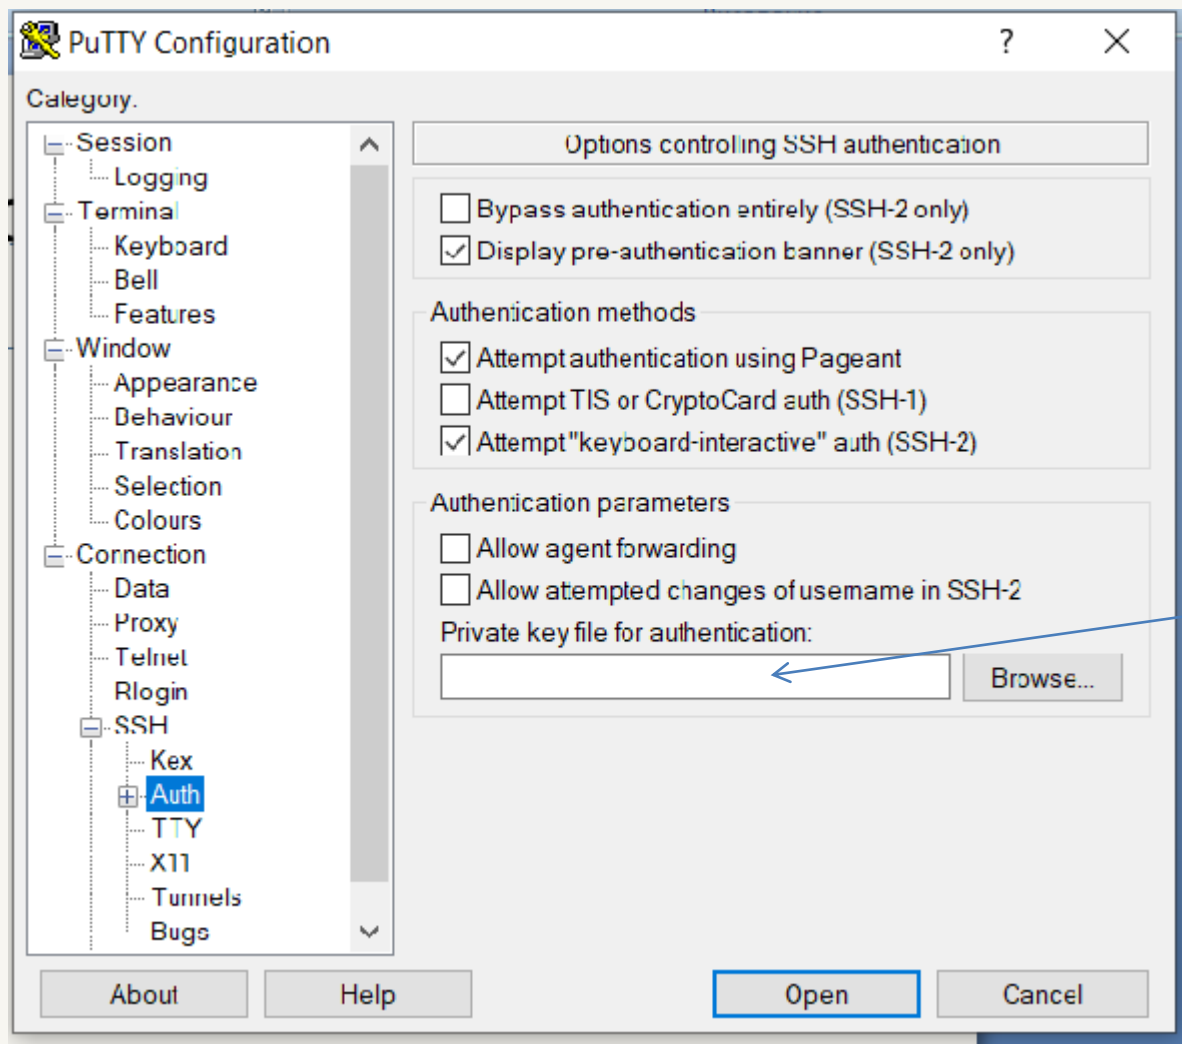 PuTTY Configuration
?
Category:
Session
Logging
Terminal
Keyboard
Bell
Features
Window
Appearance
Behaviour
Translation
Selection
Colours
Connection
Data
Proxy
Telnet
Rlogin
SSH
Kex
Auth
TTY
X11
Tunnels
Bugs
Options controlling SSH authentication
Bypass authentication entirely (SSH-2 only)
Display pre-authentication banner (SSH-2 only)
Authentication methods
Attempt authentication using Pageant
Attempt TIS or CryptoCard auth (SSH-1)
Attempt "keyboard-interactive" auth (SSH-2)
Authentication parameters
Allow agent forwarding
Allow attempted changes of username in SSH-2
Private key file for authentication:
Browse...
About
Help
Open
Cancel